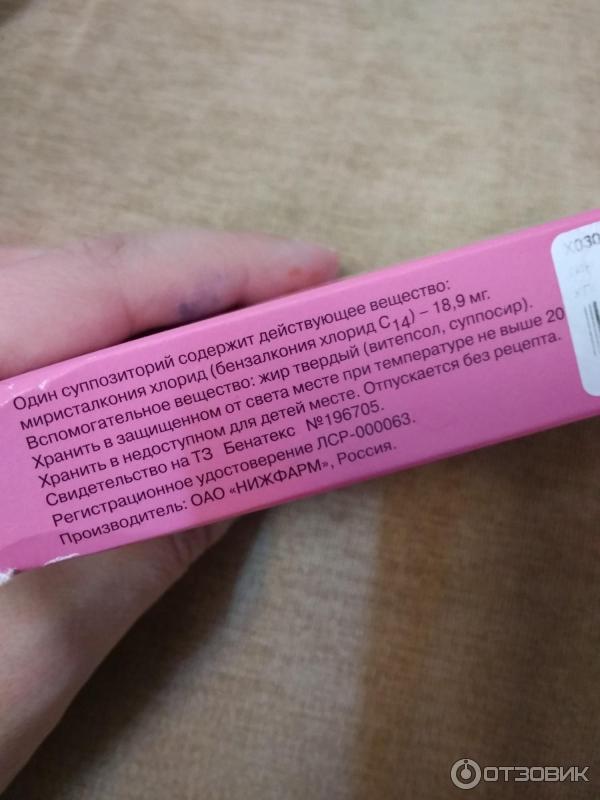 Один суппозиторий содержит действующее вещество:
миристалкония хлорид (бензалкония хлорид C14) – 18,9 мг.
Вспомогательное вещество: жир твердый (витепсол, суппосир).
Хранить в защищенном от света месте при температуре не выше 20
Хранить в недоступном для детей месте. Отпускается без рецепта.
Свидетельство на ТЗ Бенатекс №196705.
Регистрационное удостоверение ЛСР-000063.
Производитель: ОАО «НИЖФАРМ», Россия.
X030
ОТЗОВИК